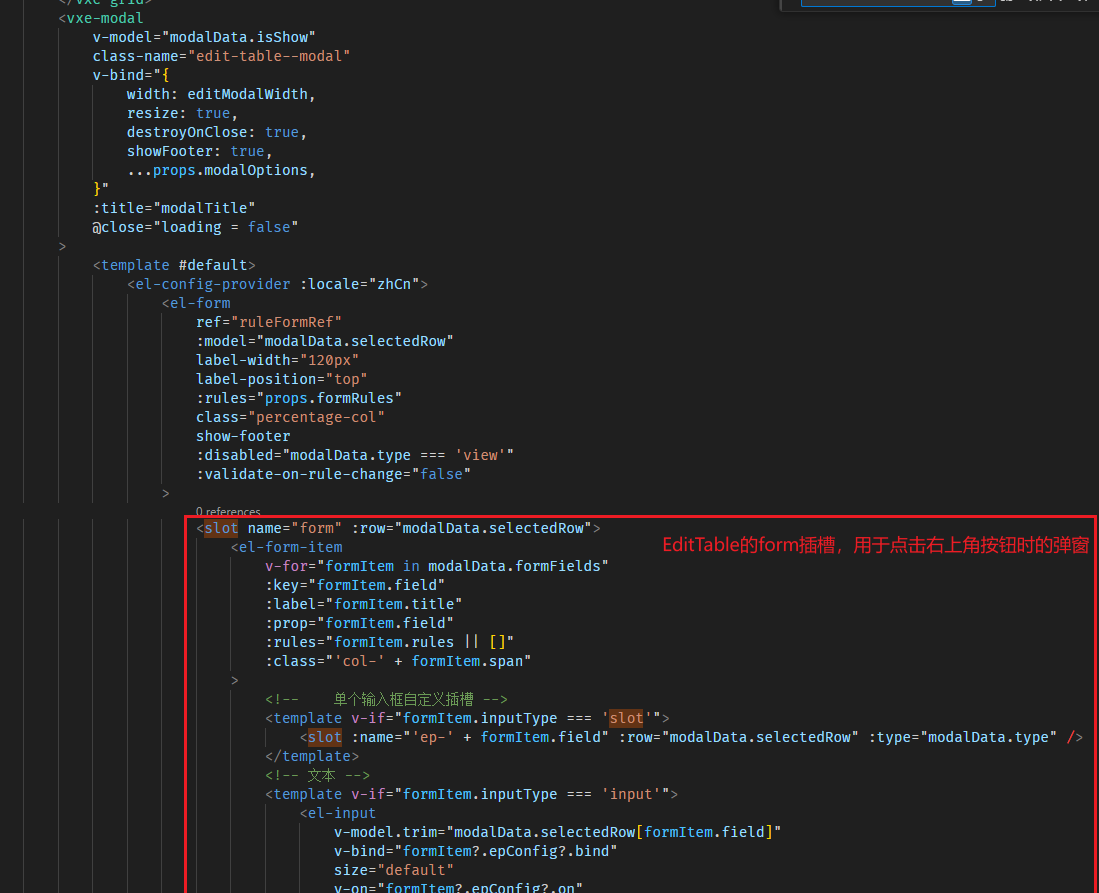 </vxe-grid>
<vxe-modal
v-model="modalData.isShow"
class-name="edit-table--modal"
v-bind="{
width: editModalWidth,
resize: true,
destroyOnClose: true,
showFooter: true,
...props.modalOptions,
}"
:title="modalTitle"
@close="loading = false"
>
<template #default>
<el-config-provider :locale="zhCn">
<el-form
ref="ruleFormRef"
:model="modalData.selectedRow"
label-width="120px"
label-position="top"
:rules="props.formRules"
class="percentage-col"
show-footer
:disabled="modalData.type === 'view'"
:validate-on-rule-change="false"
>
0 references
<slot name="form" :row="modalData.selectedRow">
EditTable的form插槽，用于点击右上角按钮时的弹窗
<el-form-item
v-for="formItem in modalData.formFields"
:key="formItem.field"
:label="formItem.title"
:prop="formItem.field"
:rules="formItem.rules || []"
:class="'col-' + formItem.span"
>
<!-- 单个输入框自定义插槽 -->
<template v-if="formItem.inputType === 'slot'">
<slot :name="'ep-' + formItem.field" :row="modalData.selectedRow" :type="modalData.type" />
</template>
<!-- 文本 -->
<template v-if="formItem.inputType === 'input'">
<el-input
v-model.trim="modalData.selectedRow[formItem.field]"
v-bind="formItem?.epConfig?.bind"
size="default"
v-on="formItem?.epConfig?.on"